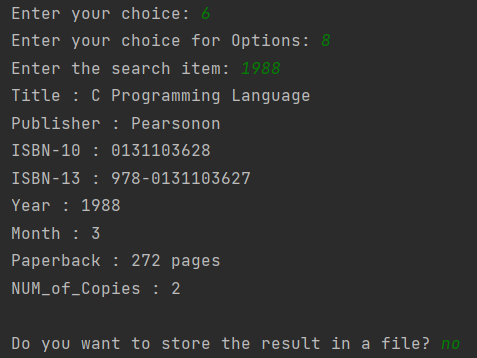 Enter your choice: 6
Enter your choice for Options: 8
Enter the search item: 1988
Title : C Programming Language
Publisher : Pearsonon
ISBN-10 : 0131103628
ISBN-13 : 978-0131103627
Year : 1988
Month : 3
Paperback : 272 pages
NUM_of_Copies : 2
Do you want to store the result in a file? no